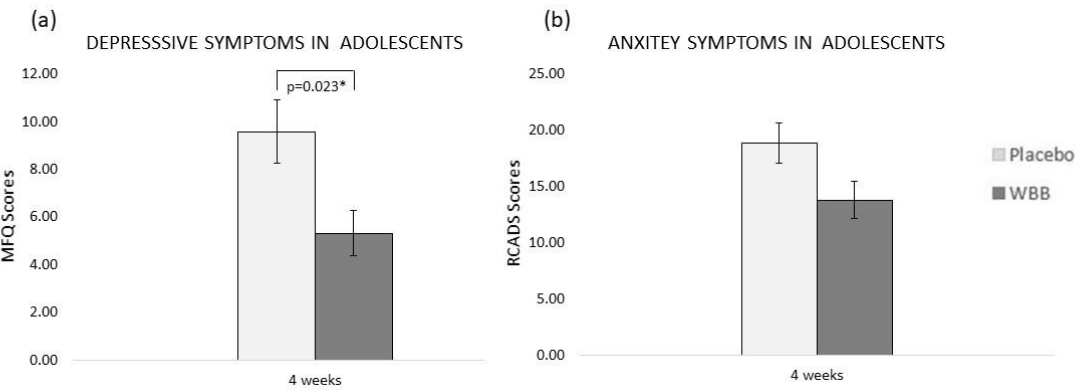 (a)
DEPRESSSIVE SYMPTOMS IN ADOLESCENTS
12.00
10.00
8.00
6.00
4.00
2.00
0.00
MFQ Scores
p=0.023*
4 weeks
(b)
ANXITEY SYMPTOMS IN ADOLESCENTS
25.00
20.00
15.00
10.00
5.00
0.00
RCADS Scores
4 weeks
Placebo
WBB